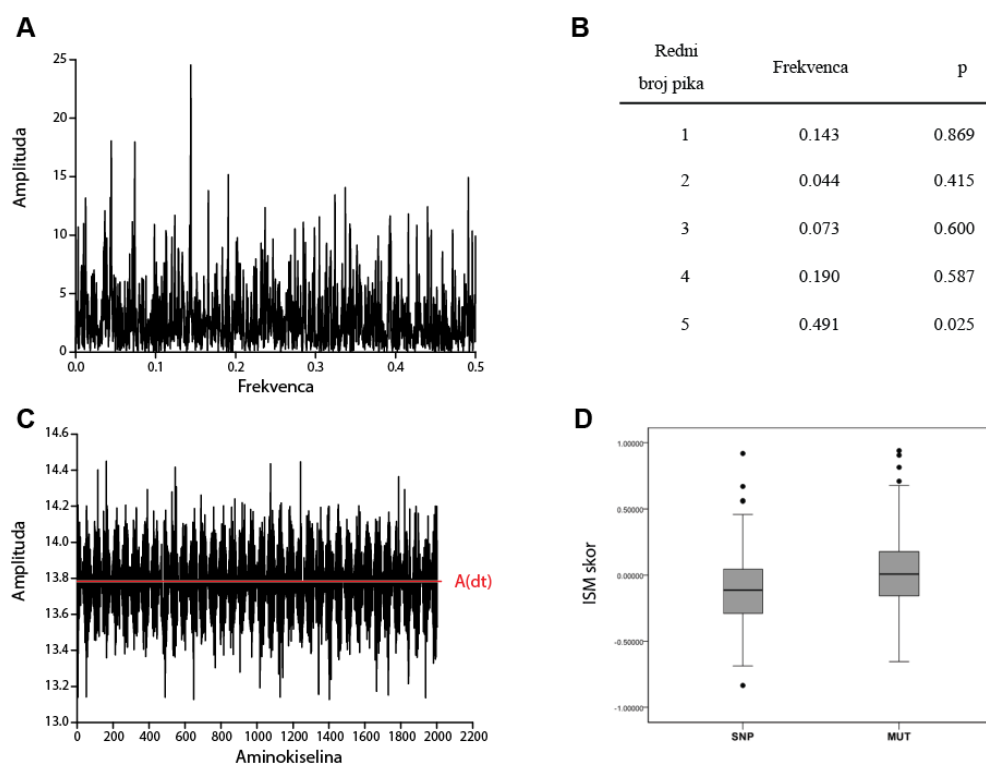 A
25
20
15
10
5
0
Amplituda
0.0 0.1 0.2 0.3 0.4 0.5
Frekvenca
B
Redni
broj pika
Frekvenca
p
1 0.143 0.869
2 0.044 0.415
3 0.073 0.600
4 0.190 0.587
5 0.491 0.025
C
14.6
14.4
14.2
14.0
13.8
13.6
13.4
13.2
13.0
Amplituda
A(dt)
0 200 400 600 800 1000 1200 1400 1600 1800 2000 2200
Aminokiselina
D
1.00000
0.50000
0.00000
-0.50000
-1.00000
ISM skor
SNP MUT